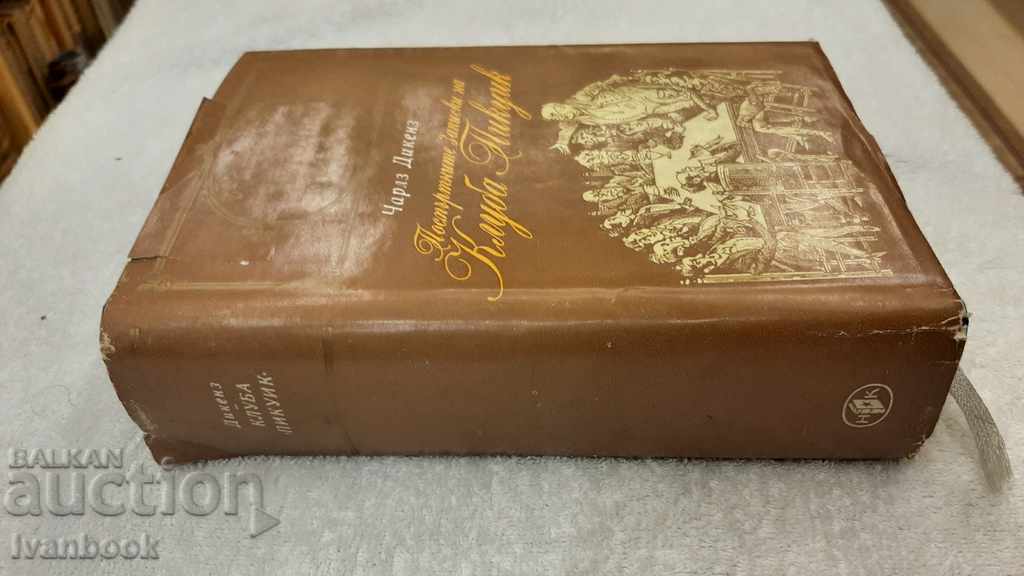 Чарлз Дикенз
Посмъртните записки на
Клуба Пикуик
Дикенз
КЛУБА
„ПИКУИК“
НК
BALKAN
auction
Ivanbook